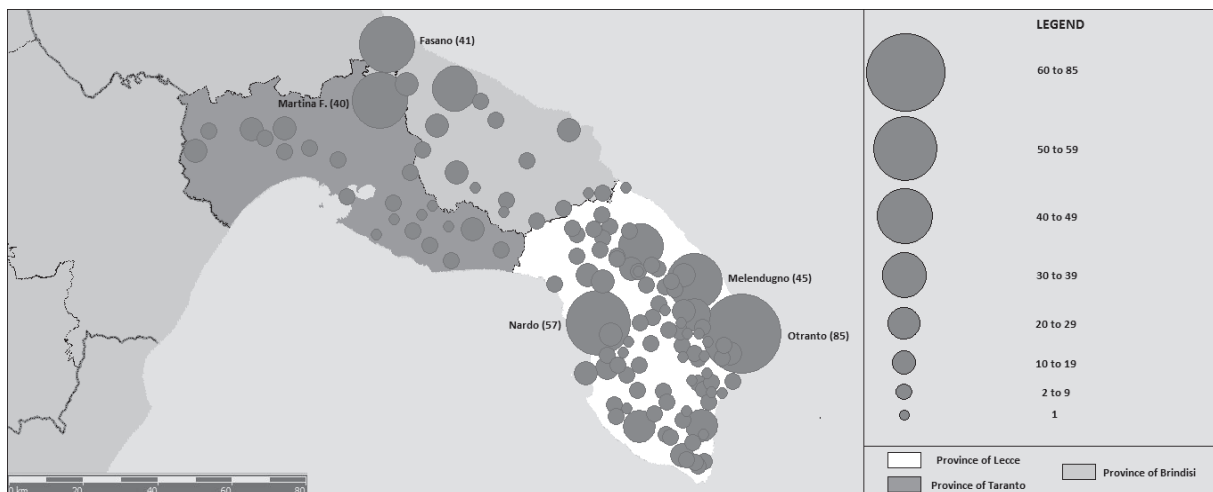 Fasano (41)
Martina F. (40)
Melendugno (45)
Nardo (57)
Otranto (85)
0 km 20 40 60 80
LEGEND
60 to 85
50 to 59
40 to 49
30 to 39
20 to 29
10 to 19
2 to 9
1
Province of Lecce
Province of Brindisi
Province of Taranto